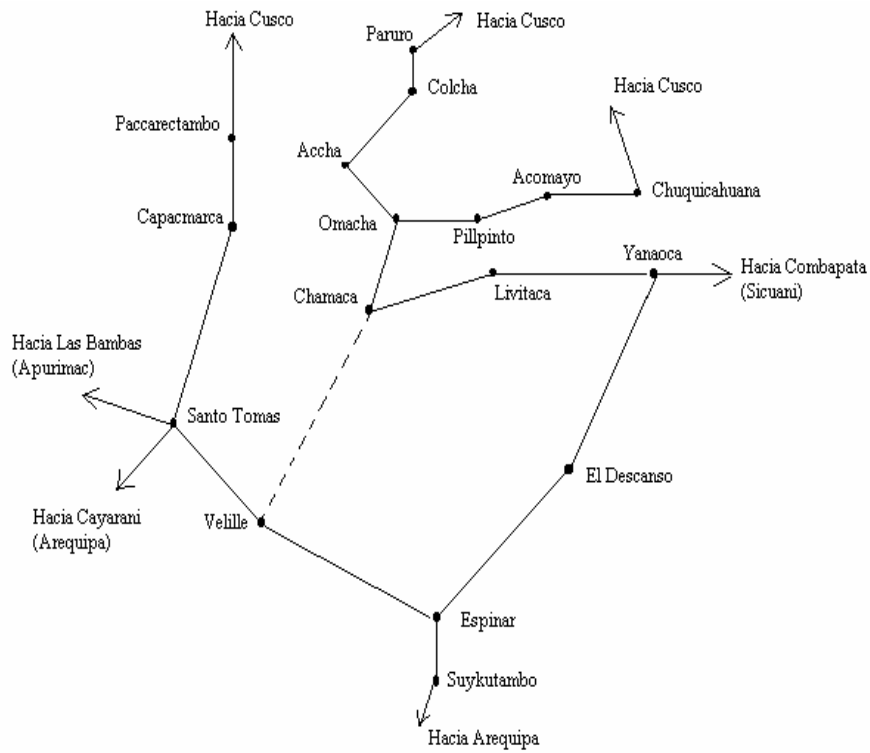 Hacia Cusco
Paruro
Hacia Cusco
Colcha
Hacia Cusco
Paccarectambo
Accha
Acomayo
Chuquicahuana
Capacmarca
Omacha
Pillpinto
Yanaoca
Hacia Combapata
(Sicuani)
Livitaca
Chamaca
Hacia Las Bambas
(Apurimac)
Santo Tomas
El Descanso
Hacia Cayarani
(Arequipa)
Velille
Espinar
Suykutambo
Hacia Arequipa